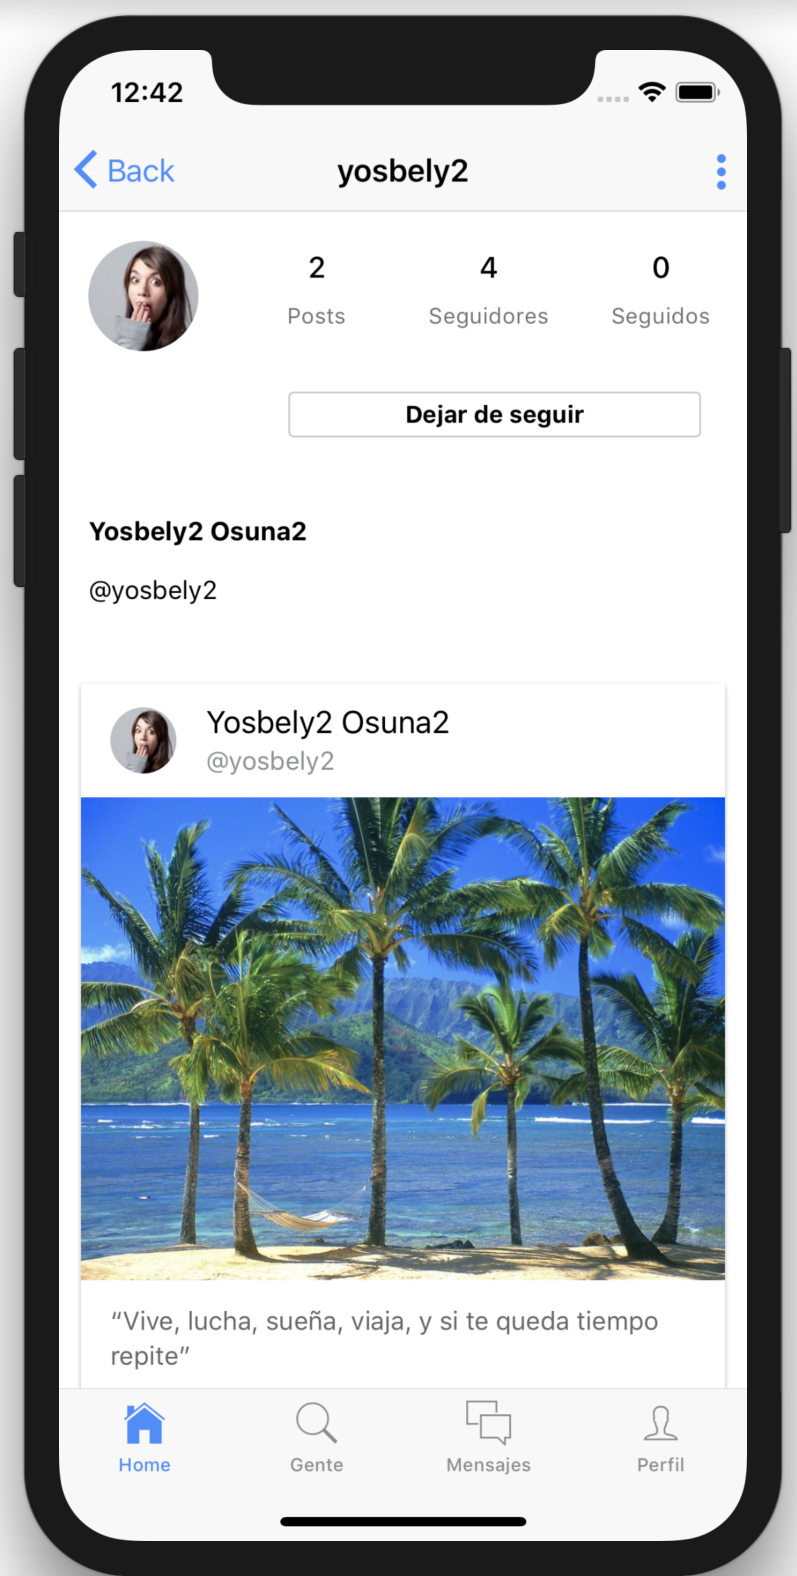 12:42
Back
yosbely2
2 4 0
Posts Seguidores Seguidos
Dejar de seguir
Yosbely2 Osuna2
@yosbely2
Yosbely2 Osuna2
@yosbely2
“Vive, lucha, sueña, viaja, y si te queda tiempo
repite”
Home Gente Mensajes Perfil